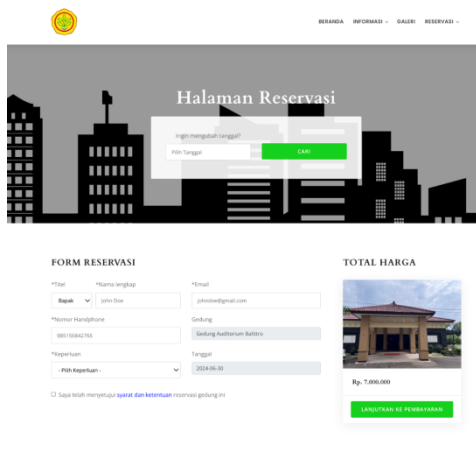 BERANDA INFORMASI GALERI RESERVASI
Halaman Reservasi
Ingin mengubah tanggal?
Pilih Tanggal
CARI
FORM RESERVASI
TOTAL HARGA
*Titel *Nama lengkap *Email
Bapak John Doe johndoe@gmail.com
*Nomor Handphone Gedung
085155842765 Gedung Auditorium Balittro
*Keperluan Tanggal
- Pilih Keperluan - 2024-06-30
Saya telah menyetujui syarat dan ketentuan reservasi gedung ini
Rp. 7.000.000
LANJUTKAN KE PEMBAYARAN